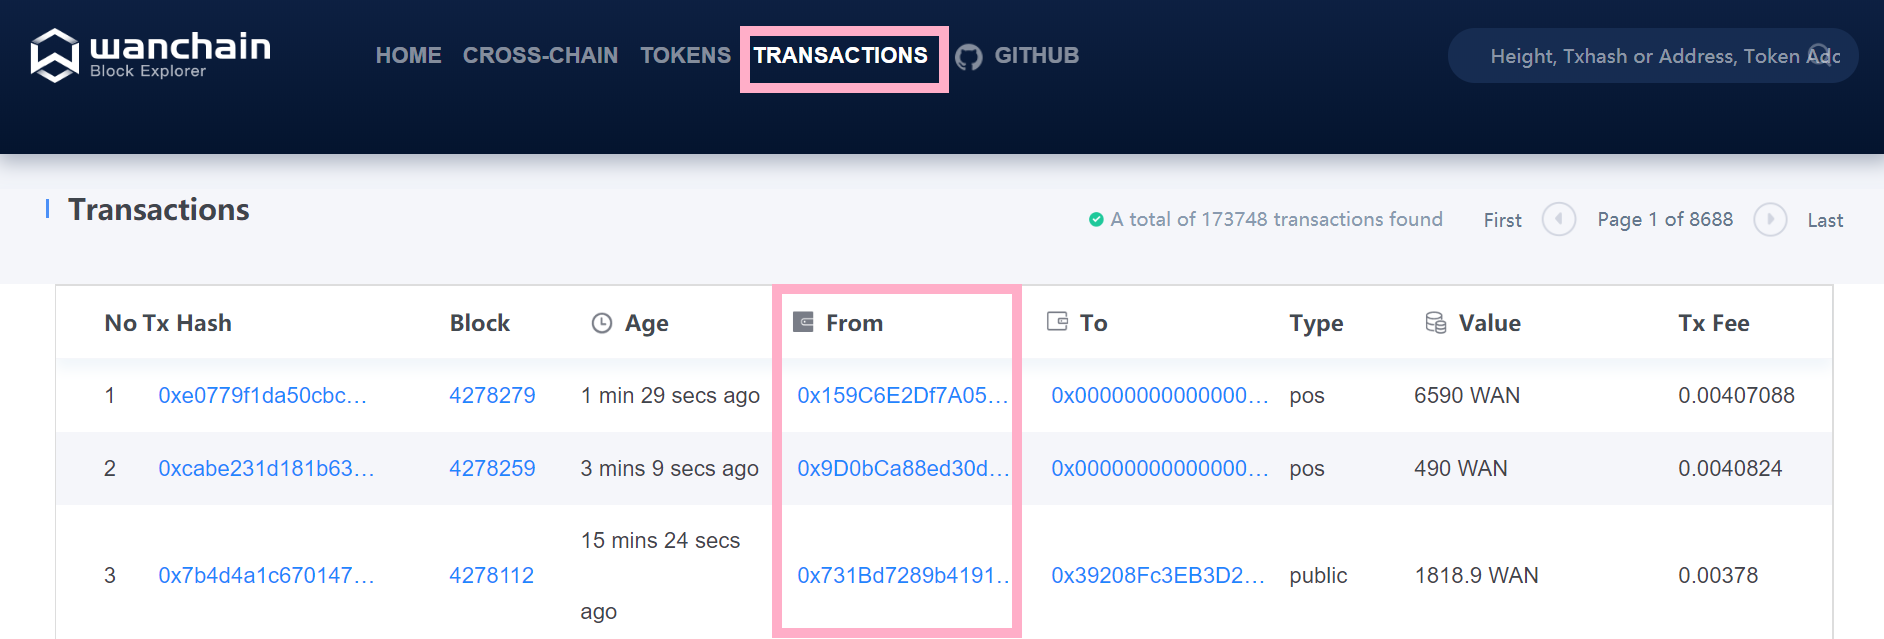 wanchain
Block Explorer
HOME CROSS-CHAIN TOKENS TRANSACTIONS GITHUB
Height, Txhash or Address, Token Adc
Transactions
A total of 173748 transactions found First Page 1 of 8688 Last
No Tx Hash Block Age From To Type Value Tx Fee
1 0xe0779f1da50cbc... 4278279 1 min 29 secs ago 0x159C6E2Df7A05... 0x00000000000000... pos 6590 WAN 0.00407088
2 0xcabe231d181b63... 4278259 3 mins 9 secs ago 0x9D0bCa88ed30d... 0x00000000000000... pos 490 WAN 0.0040824
3 0x7b4d4a1c670147... 4278112 15 mins 24 secs ago 0x731Bd7289b4191... 0x39208Fc3EB3D2... public 1818.9 WAN 0.00378